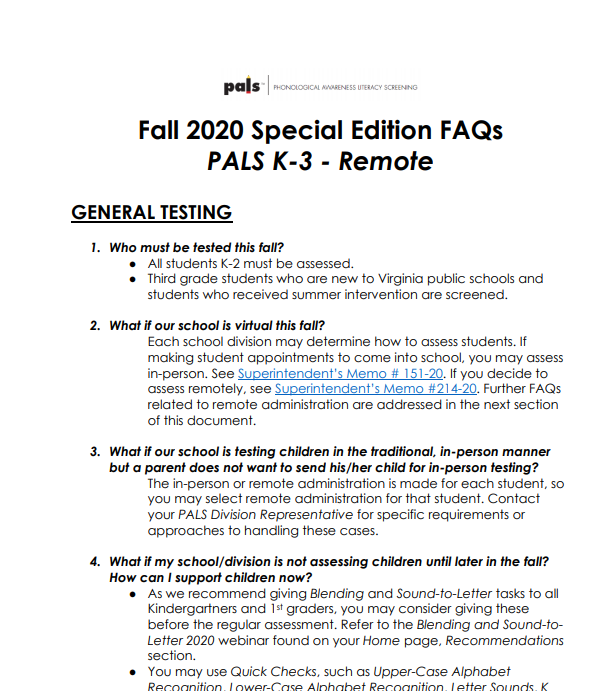 pals™ PHONOLOGICAL AWARENESS LITERACY SCREENING
Fall 2020 Special Edition FAQs
PALS K-3 - Remote
GENERAL TESTING
1. Who must be tested this fall?
● All students K-2 must be assessed.
● Third grade students who are new to Virginia public schools and
students who received summer intervention are screened.
2. What if our school is virtual this fall?
Each school division may determine how to assess students. If
making student appointments to come into school, you may assess
in-person. See Superintendent’s Memo # 151-20. If you decide to
assess remotely, see Superintendent’s Memo #214-20. Further FAQs
related to remote administration are addressed in the next section
of this document.
3. What if our school is testing children in the traditional, in-person manner
but a parent does not want to send his/her child for in-person testing?
The in-person or remote administration is made for each student, so
you may select remote administration for that student. Contact
your PALS Division Representative for specific requirements or
approaches to handling these cases.
4. What if my school/division is not assessing children until later in the fall?
How can I support children now?
● As we recommend giving Blending and Sound-to-Letter tasks to all
Kindergartners and 1st graders, you may consider giving these
before the regular assessment. Refer to the Blending and Sound-to-
Letter 2020 webinar found on your Home page, Recommendations
section.
● You may use Quick Checks, such as Upper-Case Alphabet
Recognition, Lower-Case Alphabet Recognition, Letter Sounds, K